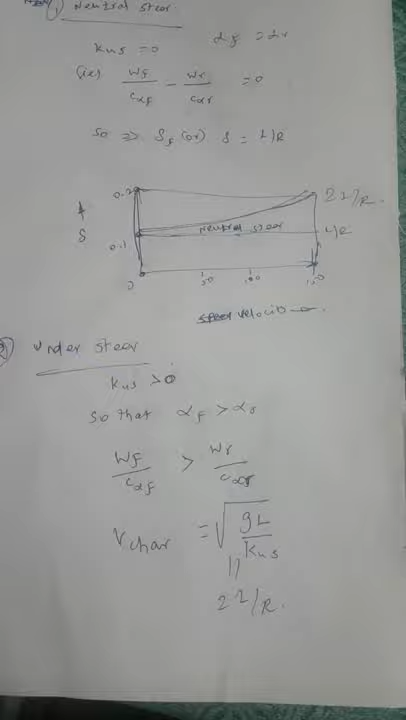 1) Neutral steer
Kus = 0    αf = αr
(ie) Wf/Cαf - Wr/Cαr = 0
so ⇒ δf (or) δ = L/R
0.2
2L/R.
↑
δ
Neutral steer
L/R
0.1
0 50 100 150
velocity →.
2) Under steer
Kus > 0
so that αf > αr
Wf/Cαf > Wr/Cαr
Vchar = √(gL/Kus)
2L/R.